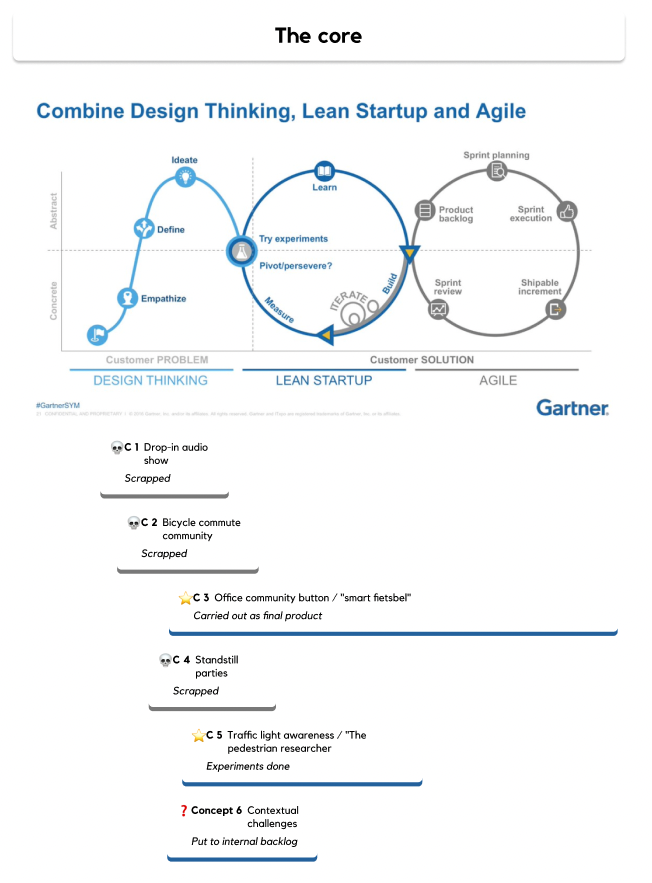 The core
Combine Design Thinking, Lean Startup and Agile
Abstract
Concrete
Ideate
Define
Empathize
Learn
Try experiments
Pivot/persevere?
Measure
ITERATE
Build
Sprint planning
Product
backlog
Sprint
execution
Sprint
review
Shipable
increment
Customer PROBLEM
Customer SOLUTION
DESIGN THINKING
LEAN STARTUP
AGILE
#GartnerSYM
21 CONFIDENTIAL AND PROPRIETARY
Gartner.
C 1 Drop-in audio
show
Scrapped
C 2 Bicycle commute
community
Scrapped
C 3 Office community button / "smart fietsbel"
Carried out as final product
C 4 Standstill
parties
Scrapped
C 5 Traffic light awareness / "The
pedestrian researcher
Experiments done
Concept 6 Contextual
challenges
Put to internal backlog